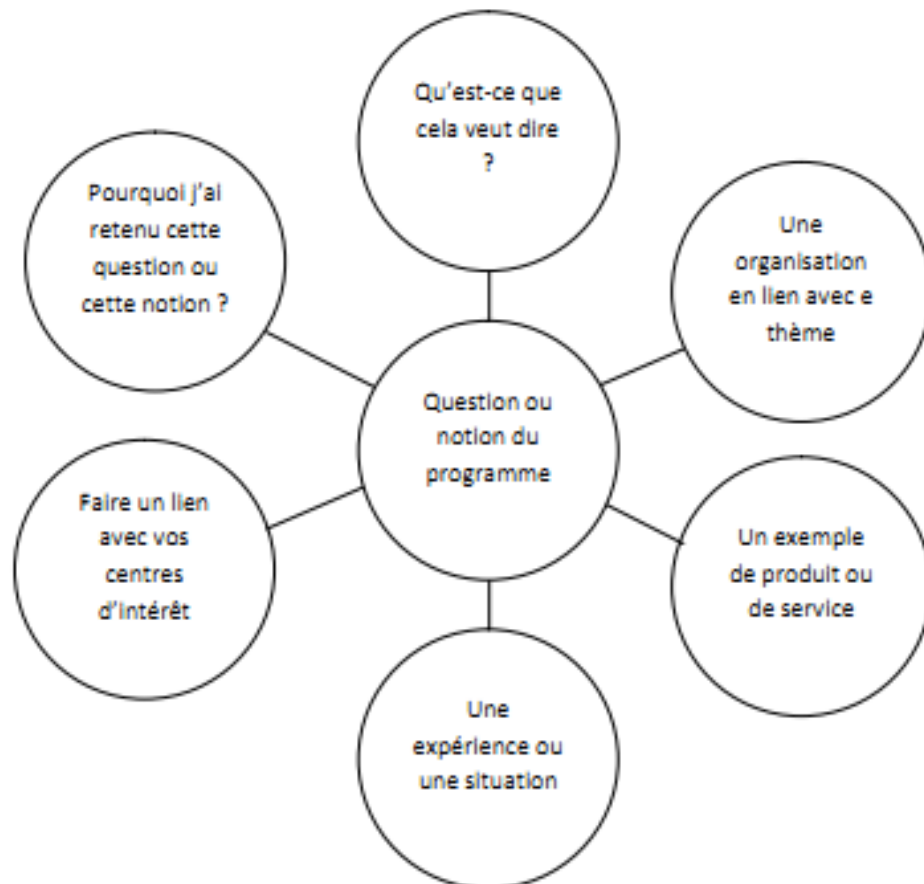 Qu'est-ce que
cela veut dire
?
Pourquoi j'ai
retenu cette
question ou
cette notion ?
Une
organisation
en lien avec e
thème
Question ou
notion du
programme
Faire un lien
avec vos
centres
d'intérêt
Un exemple
de produit ou
de service
Une
expérience ou
une situation